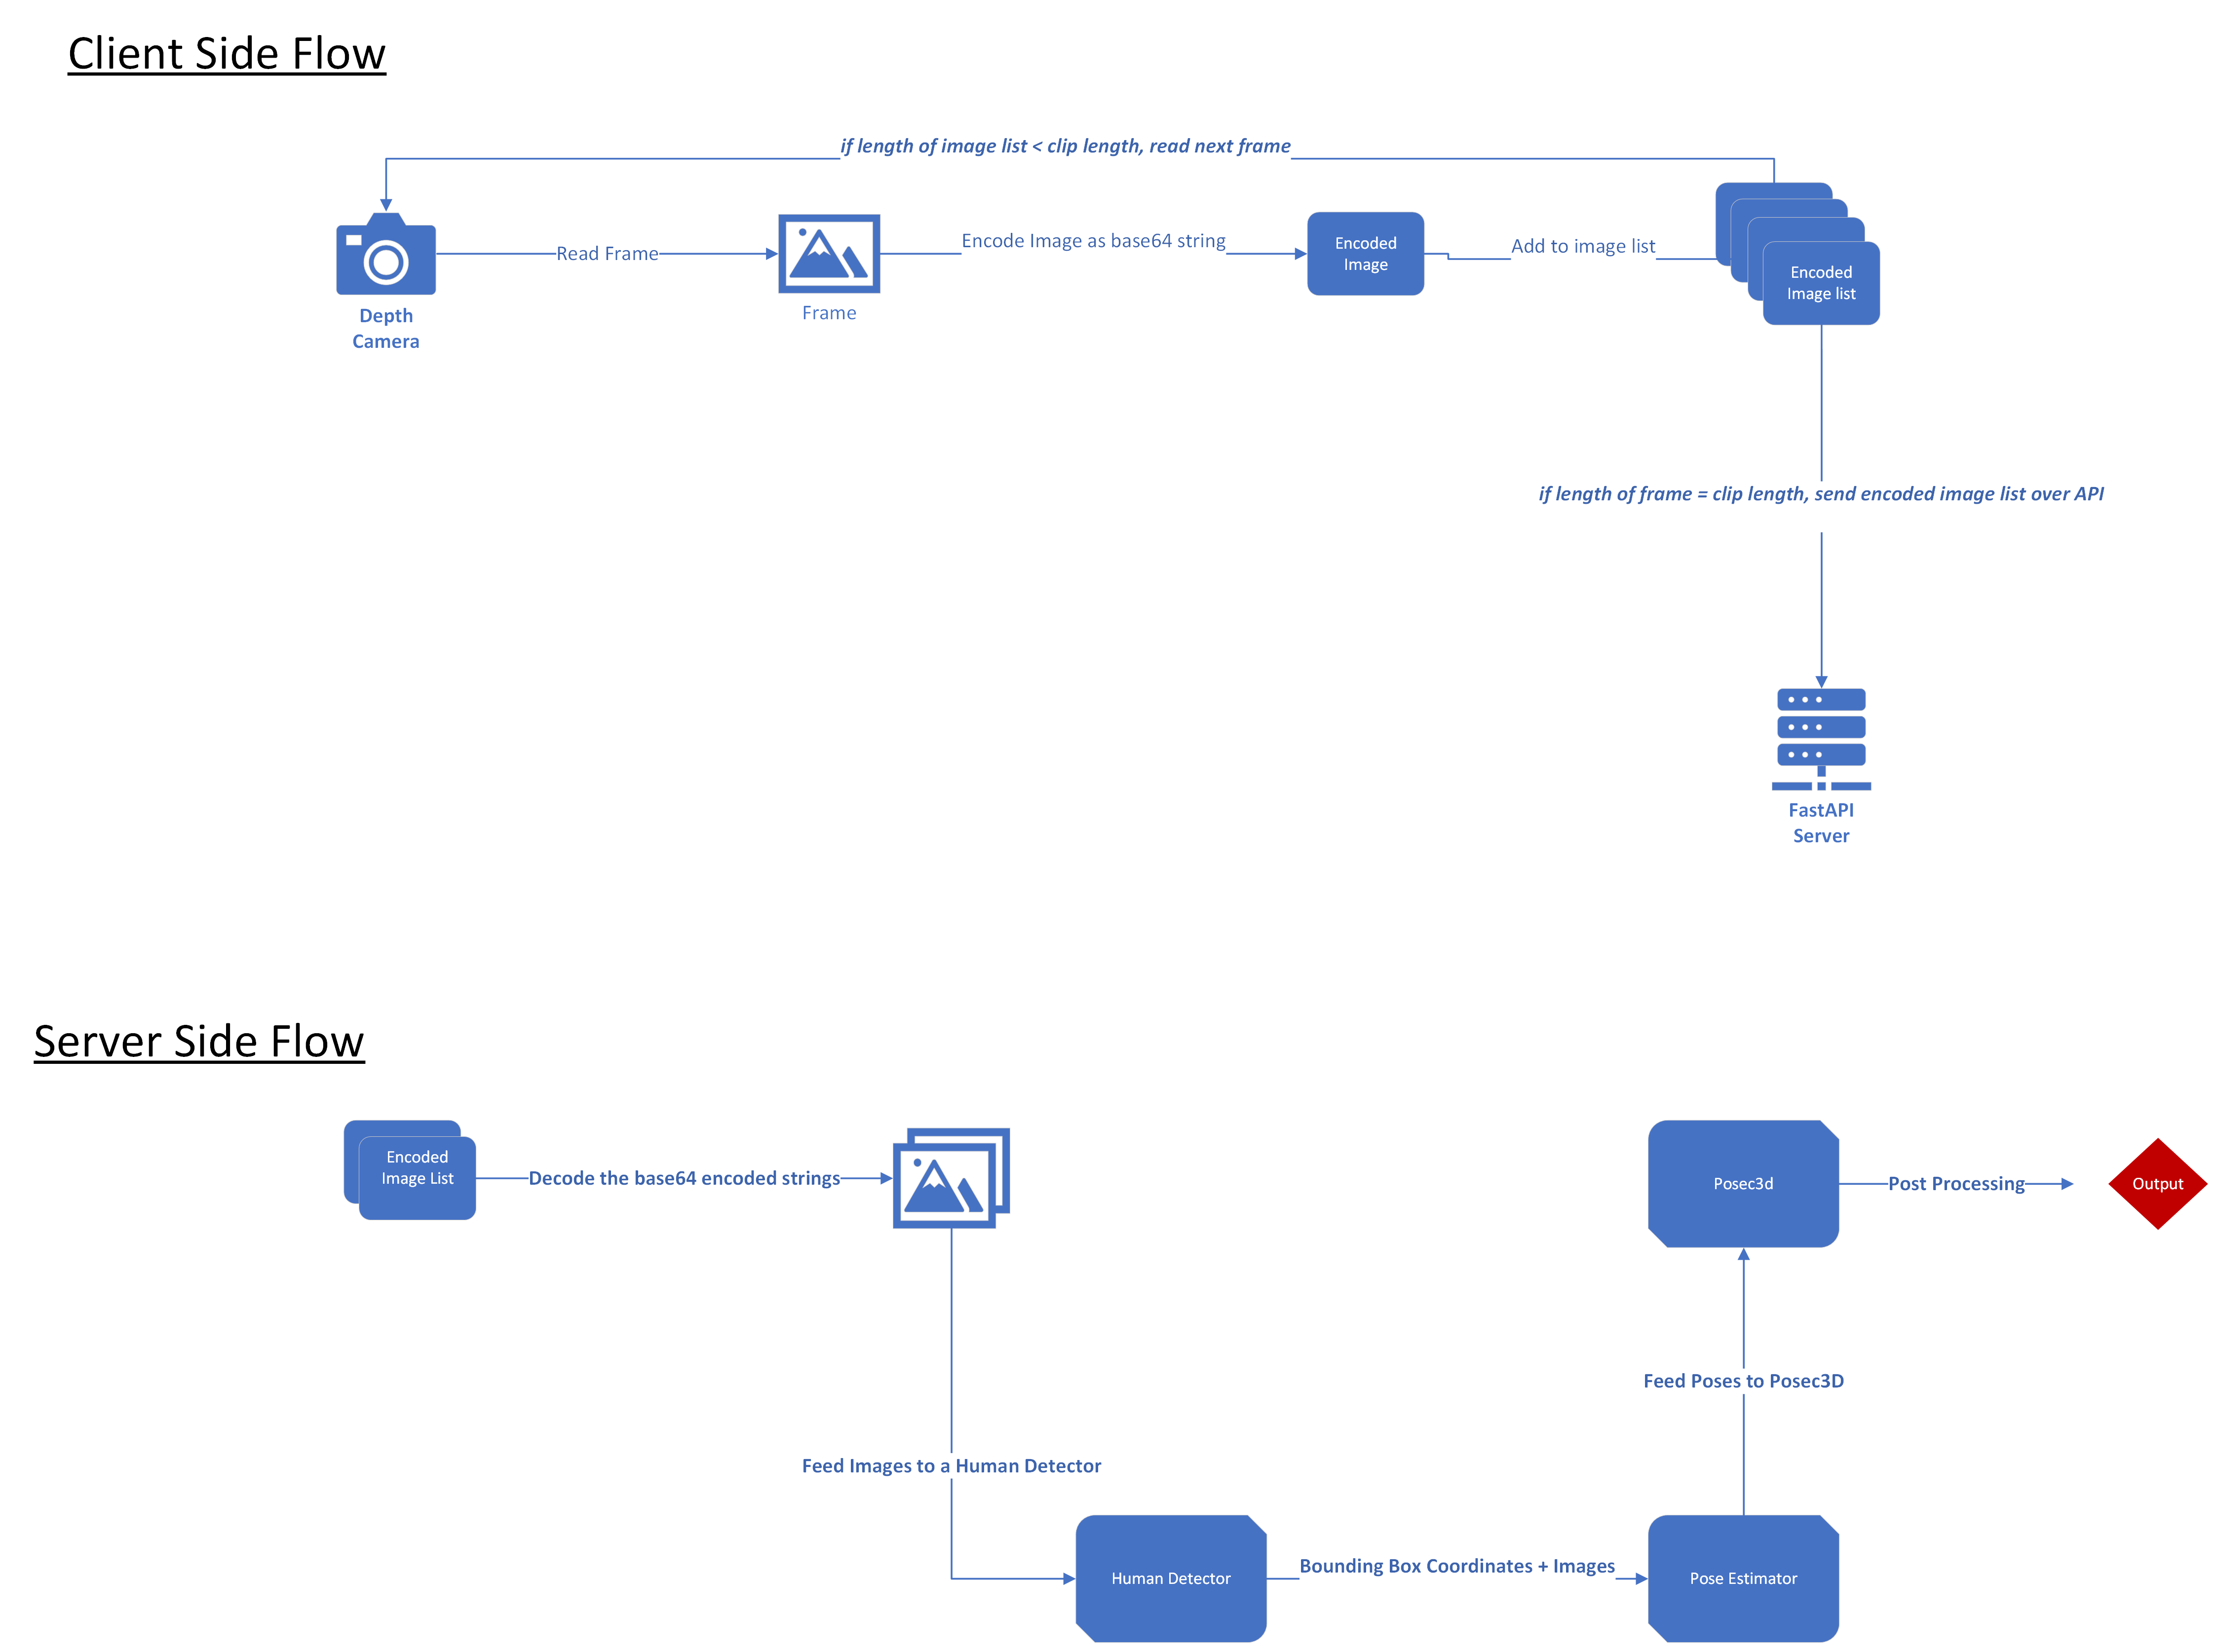 Client Side Flow
if length of image list < clip length, read next frame
Read Frame
Encode Image as base64 string
Encoded
Image
Add to image list
Encoded
Image list
Depth
Camera
Frame
if length of frame = clip length, send encoded image list over API
FastAPI
Server
Server Side Flow
Encoded
Image List
Decode the base64 encoded strings
Posec3d
Post Processing
Output
Feed Poses to Posec3D
Feed Images to a Human Detector
Human Detector
Bounding Box Coordinates + Images
Pose Estimator